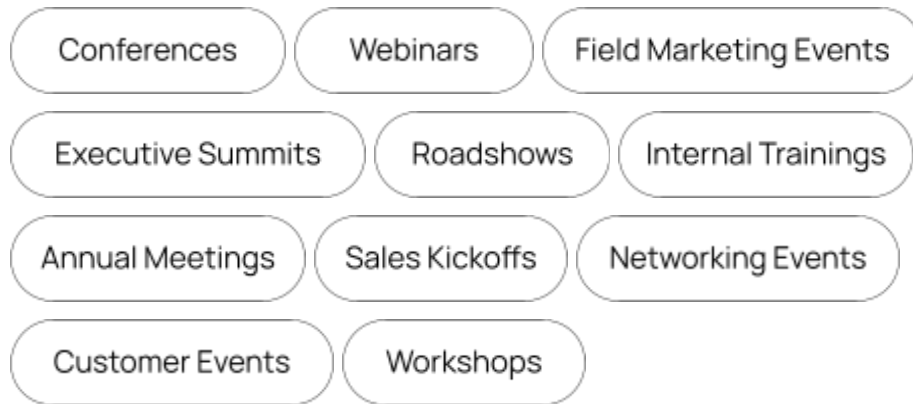 Conferences Webinars Field Marketing Events
Executive Summits Roadshows Internal Trainings
Annual Meetings Sales Kickoffs Networking Events
Customer Events Workshops